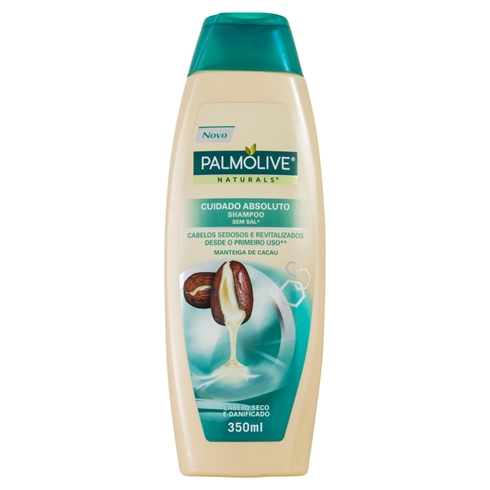 Novo
PALMOLIVE®
NATURALS®
CUIDADO ABSOLUTO
SHAMPOO
SEM SAL*
CABELOS SEDOSOS E REVITALIZADOS
DESDE O PRIMEIRO USO**
MANTEIGA DE CACAU
CABELO SECO
E DANIFICADO
350ml